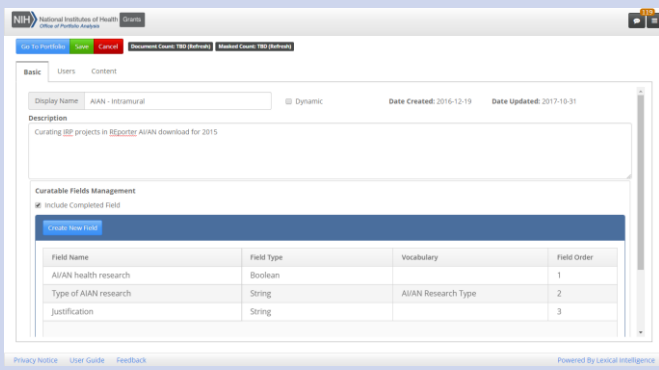 NIH National Institutes of Health Grants
Office of Portfolio Analysis
Go To Portfolio Save Cancel Document Count: TBD (Refresh) Masked Count: TBD (Refresh)
Basic Users Content
Display Name AIAN - Intramural Dynamic Date Created: 2016-12-19 Date Updated: 2017-10-31
Description
Curating IRP projects in REporter AI/AN download for 2015
Curatable Fields Management
Include Completed Field
Create New Field
Field Name Field Type Vocabulary Field Order
AI/AN health research Boolean 1
Type of AIAN research String AI/AN Research Type 2
Justification String 3
Privacy Notice User Guide Feedback Powered By Lexical Intelligence